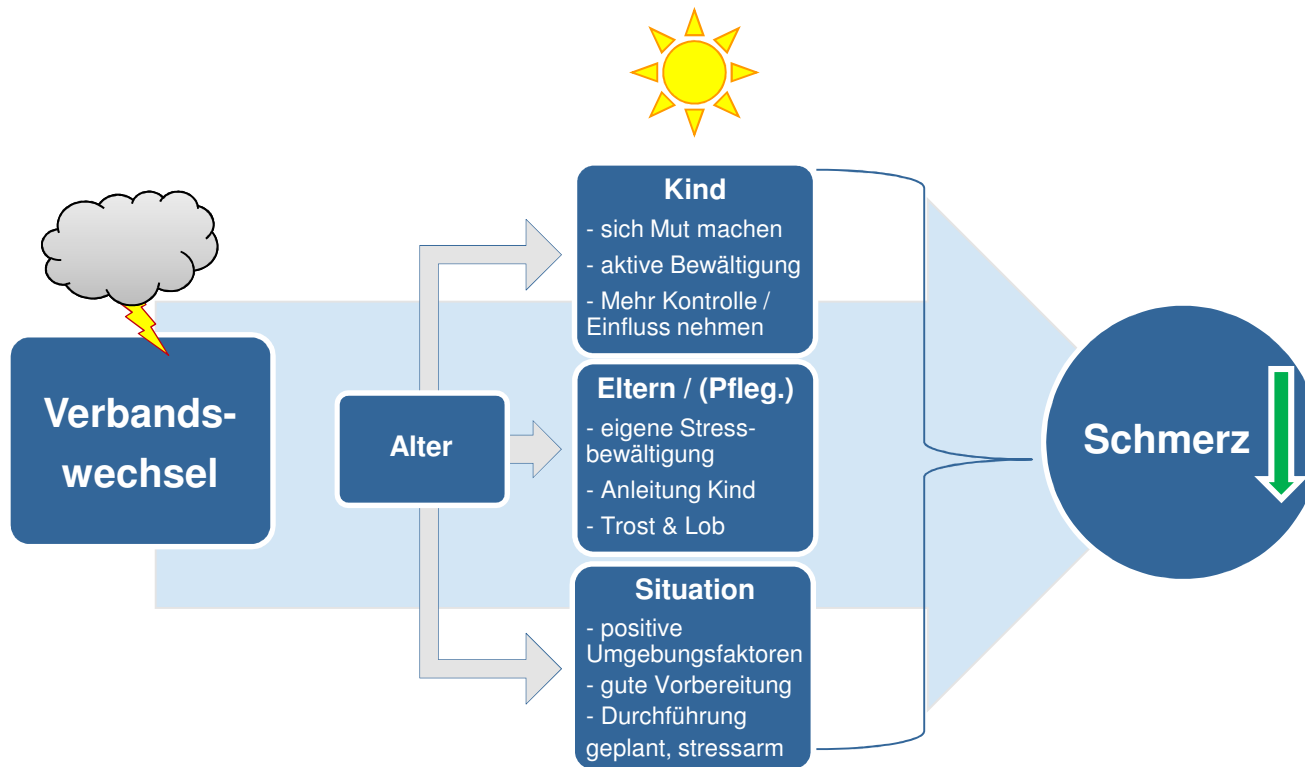 Verbands-
wechsel
Alter
Kind
- sich Mut machen
- aktive Bewältigung
- Mehr Kontrolle /
Einfluss nehmen
Eltern / (Pfleg.)
- eigene Stress-
bewältigung
- Anleitung Kind
- Trost & Lob
Situation
- positive
Umgebungsfaktoren
- gute Vorbereitung
- Durchführung
geplant, stressarm
Schmerz